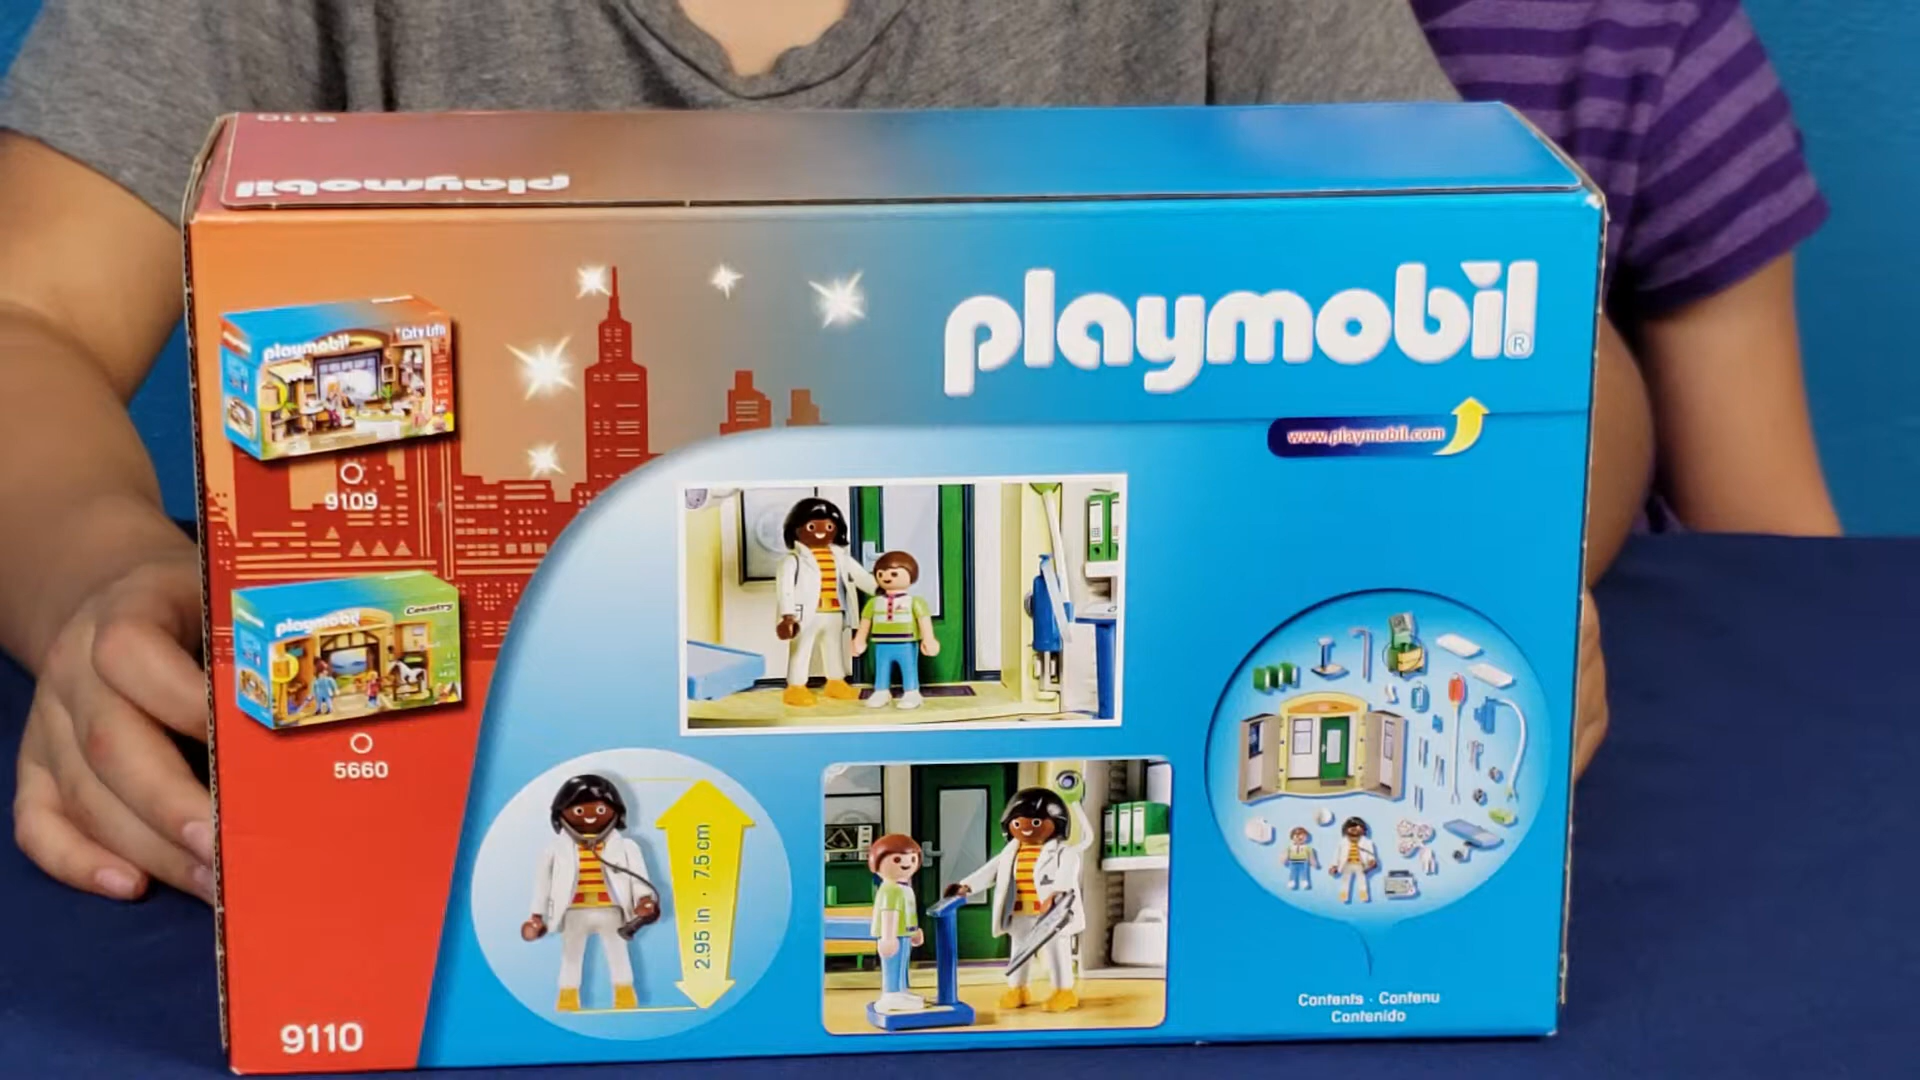 9110
playmobil
playmobil®
www.playmobil.com
playmobil
City Life
9109
playmobil
Country
5660
2.95 in · 7.5 cm
9110
Contents · Contenu
Contenido